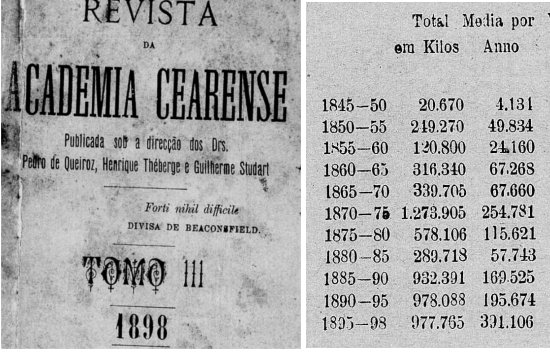 REVISTA
DA
ACADEMIA CEARENSE
Publicada sob a direcção dos Drs.
Pedro de Queiroz, Henrique Théberge e Guilherme Studart
Forti nihil difficile
DIVISA DE BEACONSFIELD.
TOMO III
1898
Total Media por
em Kilos Anno
1845—50 20.670 4.131
1850—55 249.270 49.834
1855—60 120.800 24.160
1860—65 316.340 67.268
1865—70 339.705 67.660
1870—75 1.273.905 254.781
1875—80 578.106 115.621
1880—85 289.718 57.743
1885—90 932.391 169.525
1890—95 978.088 195.674
1895—98 977.765 391.106